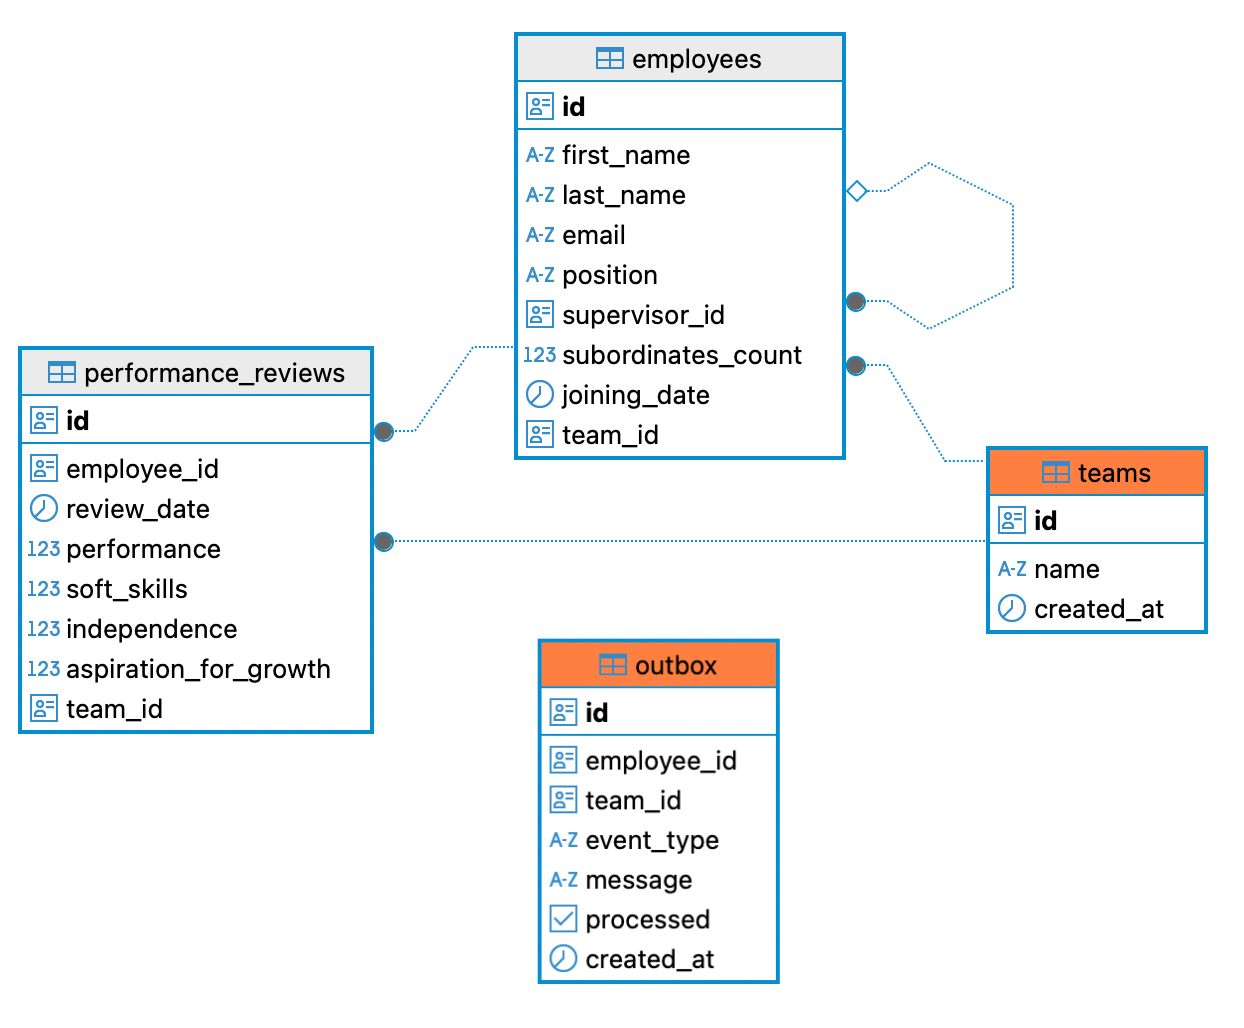 employees
id
A-Z first_name
A-Z last_name
A-Z email
A-Z position
supervisor_id
123 subordinates_count
joining_date
team_id
performance_reviews
id
employee_id
review_date
123 performance
123 soft_skills
123 independence
123 aspiration_for_growth
team_id
teams
id
A-Z name
created_at
outbox
id
employee_id
team_id
A-Z event_type
A-Z message
processed
created_at